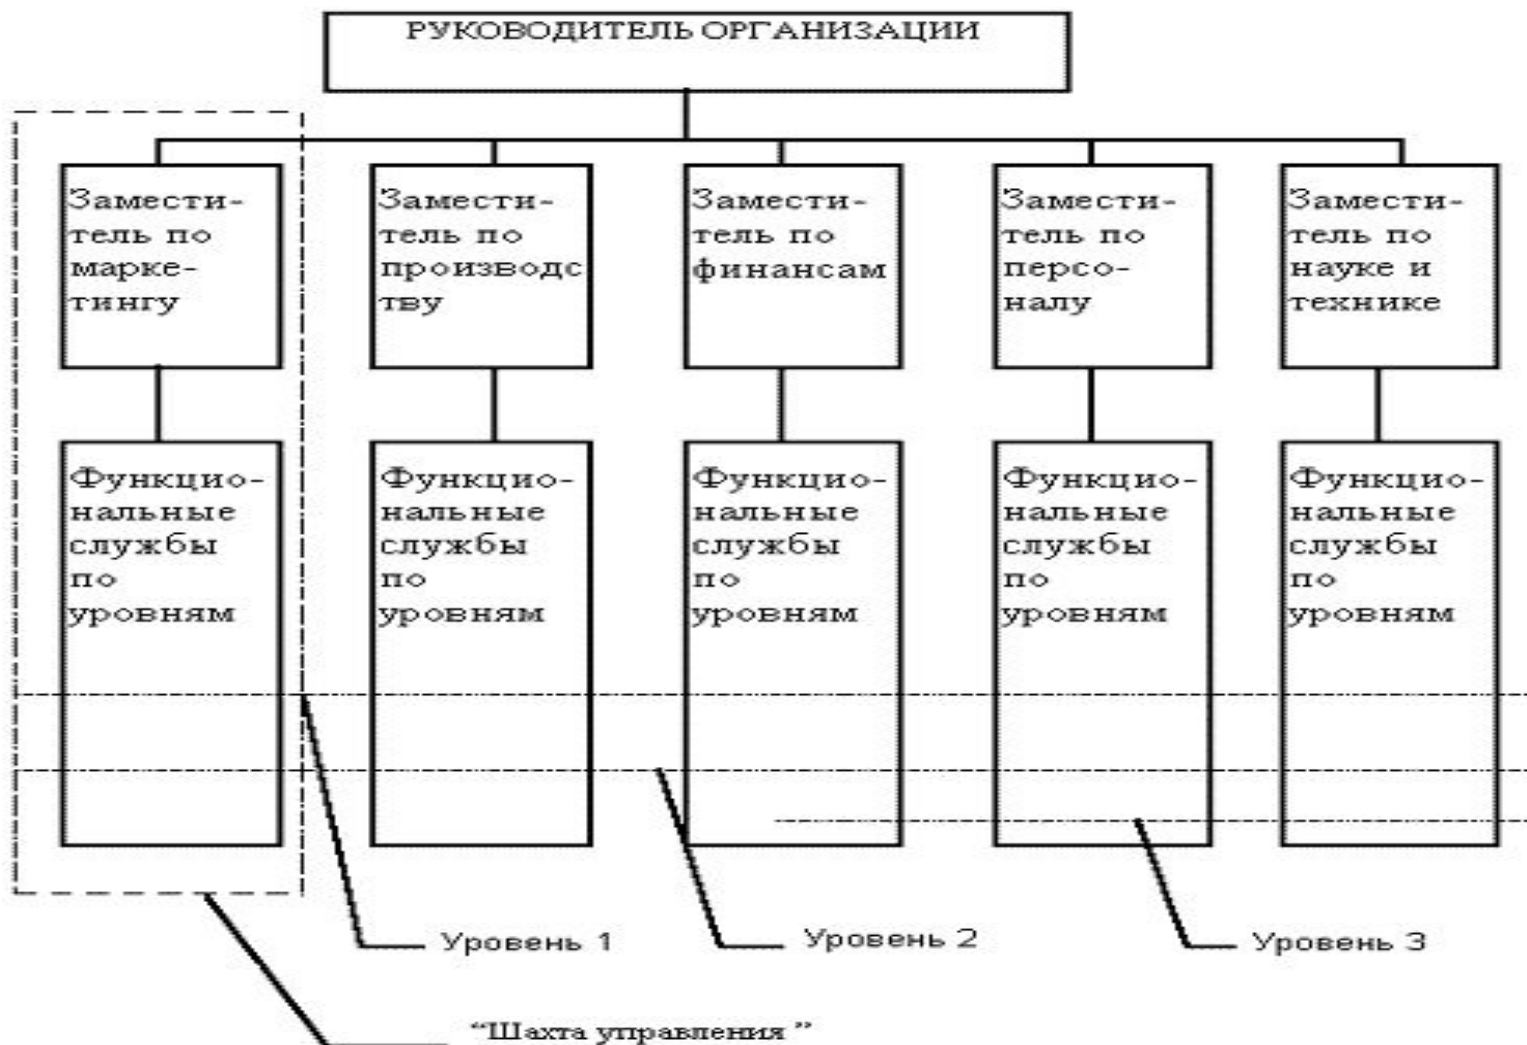 РУКОВОДИТЕЛЬ ОРГАНИЗАЦИИ
Замести-
тель по
марке-
тингу
Замести-
тель по
производс
тву
Замести-
тель по
финансам
Замести-
тель по
персо-
налу
Замести-
тель по
науке и
технике
Функцио-
нальные
службы
по
уровням
Функцио-
нальные
службы
по
уровням
Функцио-
нальные
службы
по
уровням
Функцио-
нальные
службы
по
уровням
Функцио-
нальные
службы
по
уровням
Уровень 1
Уровень 2
Уровень 3
“Шахта управления ”